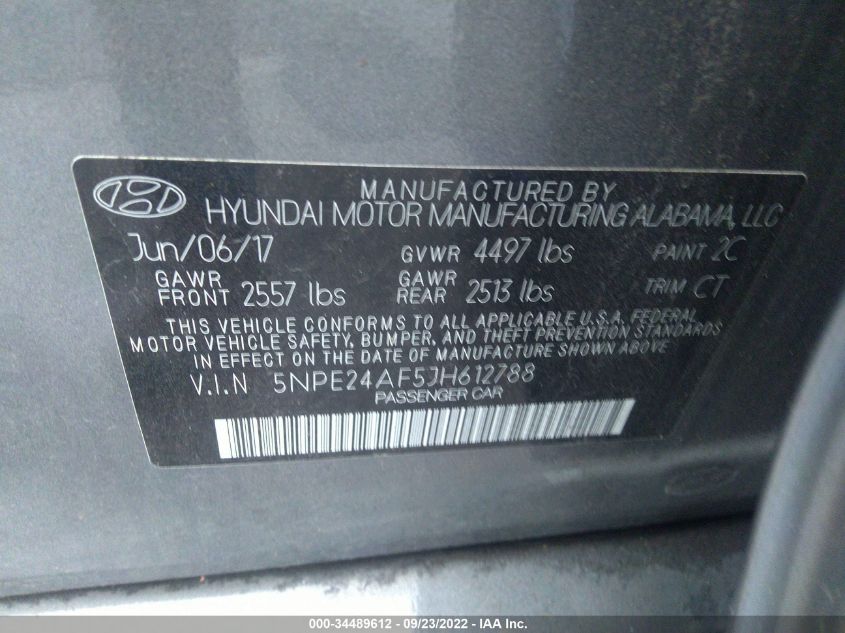 MANUFACTURED BY
HYUNDAI MOTOR MANUFACTURING ALABAMA, LLC
Jun/06/17 GVWR 4497 lbs PAINT 2C
GAWR FRONT 2557 lbs GAWR REAR 2513 lbs TRIM CT
THIS VEHICLE CONFORMS TO ALL APPLICABLE U.S.A. FEDERAL
MOTOR VEHICLE SAFETY, BUMPER, AND THEFT PREVENTION STANDARDS
IN EFFECT ON THE DATE OF MANUFACTURE SHOWN ABOVE
V.I.N 5NPE24AF5JH612788
PASSENGER CAR
000-34489612 - 09/23/2022 - IAA Inc.